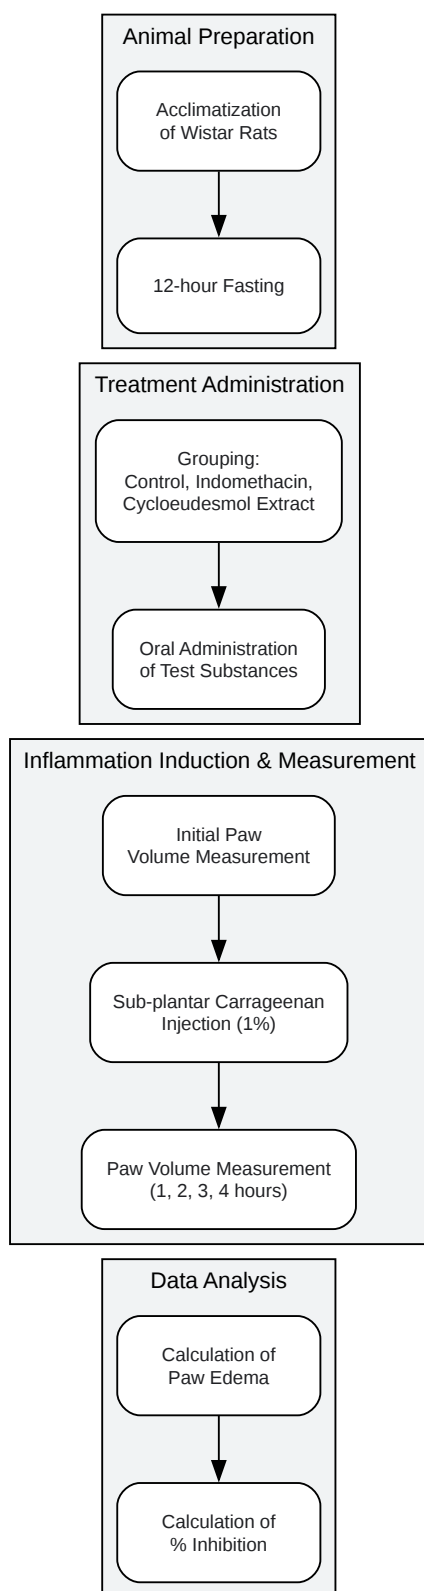 Animal Preparation
Acclimatization
of Wistar Rats
12-hour Fasting
Treatment Administration
Grouping:
Control, Indomethacin,
Cycloeudesmol Extract
Oral Administration
of Test Substances
Inflammation Induction & Measurement
Initial Paw
Volume Measurement
Sub-plantar Carrageenan
Injection (1%)
Paw Volume Measurement
(1, 2, 3, 4 hours)
Data Analysis
Calculation of
Paw Edema
Calculation of
% Inhibition